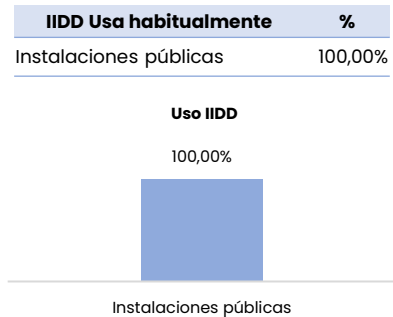 IIDD Usa habitualmente %
Instalaciones públicas 100,00%
Uso IIDD
100,00%
Instalaciones públicas